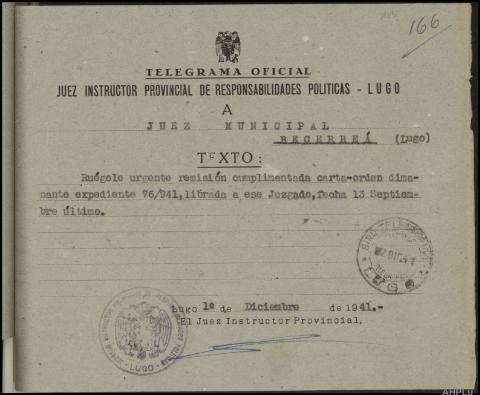 166
TELEGRAMA OFICIAL
JUEZ INSTRUCTOR PROVINCIAL DE RESPONSABILIDADES POLITICAS - LUGO
A
JUEZ MUNICIPAL
BECERREÁ (Lugo)
TEXTO:
Ruégole urgente remisión cumplimentada carta-orden dima-
nante expediente 76/941, librada a ese Juzgado, fecha 13 Septiem-
bre último.
Lugo 1º de Diciembre de 1941.-
El Juez Instructor Provincial,
- LUGO -
LUGO
AHPLu